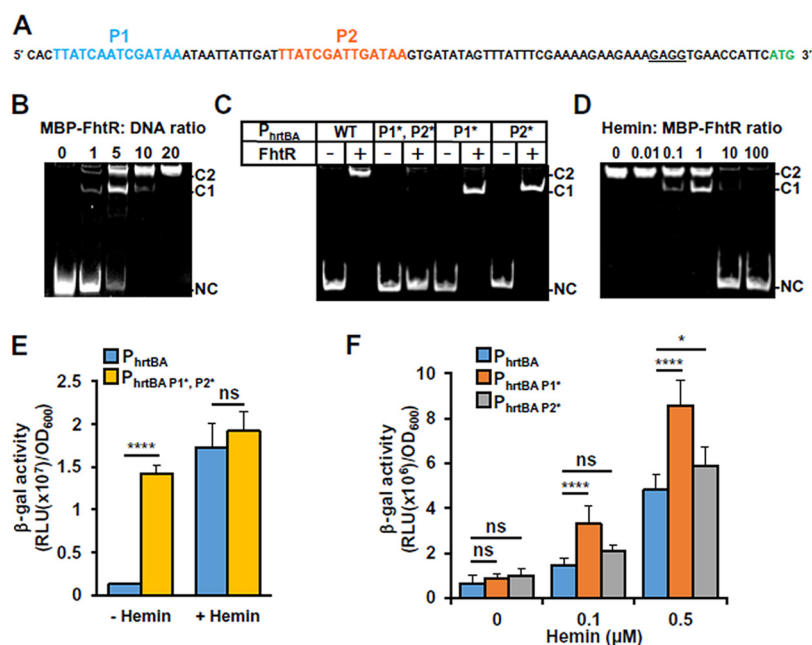 A
P1 P2
5' CACTTATCAATCGATAAATAATTATTGATTTATCGATTGATAAGTGATATAGTTTATTTCGAAAAGAAGAAAGAGGTGAACCATTCATG 3'
B
MBP-FhtR: DNA ratio
0 1 5 10 20
C2
C1
NC
C
PhrtBA WT P1*, P2* P1* P2*
FhtR - + - + - + - +
C2
C1
NC
D
Hemin: MBP-FhtR ratio
0 0.01 0.1 1 10 100
C2
C1
NC
E
PhrtBA
PhrtBA P1*, P2*
β-gal activity
(RLU(x10⁷)/OD₆₀₀)
2.5
2
1.5
1
0.5
0
****
ns
- Hemin + Hemin
F
PhrtBA
PhrtBA P1*
PhrtBA P2*
β-gal activity
(RLU(x10⁶)/OD₆₀₀)
10
8
6
4
2
0
ns
ns
ns
****
*
****
0 0.1 0.5
Hemin (μM)